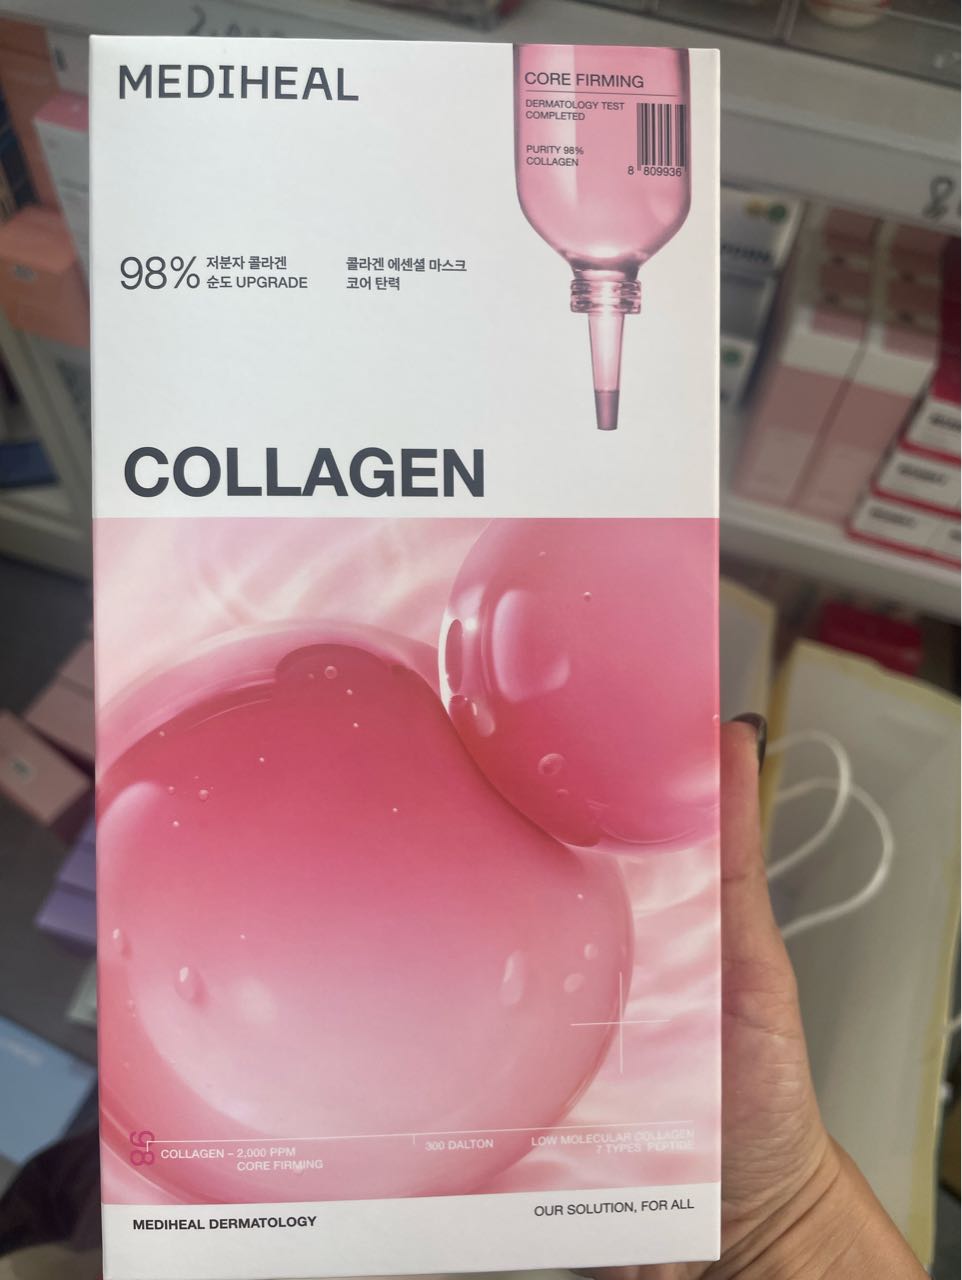 MEDIHEAL
CORE FIRMING
DERMATOLOGY TEST
COMPLETED
PURITY 98%
COLLAGEN
8 809936
98% 저분자 콜라겐
순도 UPGRADE
콜라겐 에센셜 마스크
코어 탄력
COLLAGEN
98
COLLAGEN – 2,000 PPM
CORE FIRMING
300 DALTON
LOW MOLECULAR COLLAGEN
7 TYPES PEPTIDE
MEDIHEAL DERMATOLOGY
OUR SOLUTION, FOR ALL